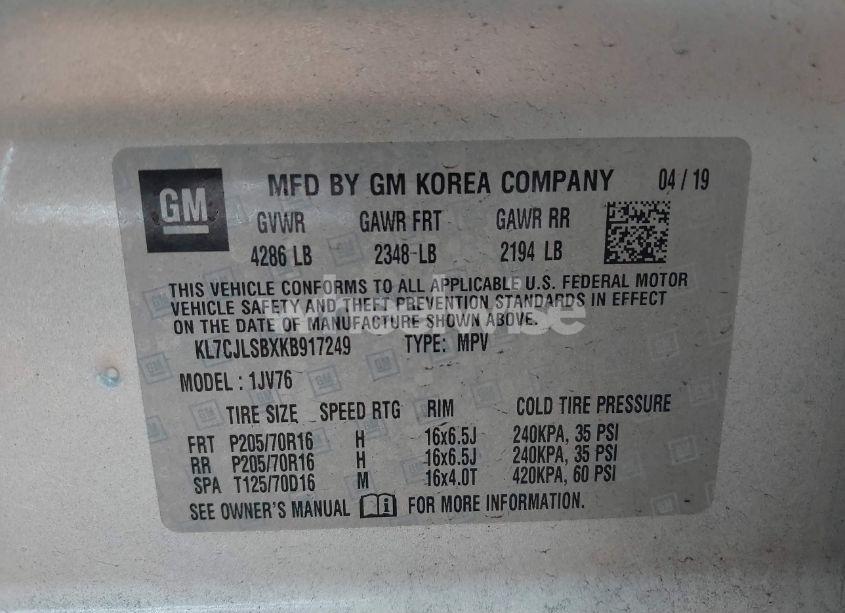 GM MFD BY GM KOREA COMPANY 04 / 19
GVWR GAWR FRT GAWR RR
4286 LB 2348-LB 2194 LB
THIS VEHICLE CONFORMS TO ALL APPLICABLE U.S. FEDERAL MOTOR
VEHICLE SAFETY AND THEFT PREVENTION STANDARDS IN EFFECT
ON THE DATE OF MANUFACTURE SHOWN ABOVE.
KL7CJLSBXKB917249 TYPE: MPV
MODEL : 1JV76
TIRE SIZE SPEED RTG RIM COLD TIRE PRESSURE
FRT P205/70R16 H 16x6.5J 240KPA, 35 PSI
RR P205/70R16 H 16x6.5J 240KPA, 35 PSI
SPA T125/70D16 M 16x4.0T 420KPA, 60 PSI
SEE OWNER'S MANUAL FOR MORE INFORMATION.